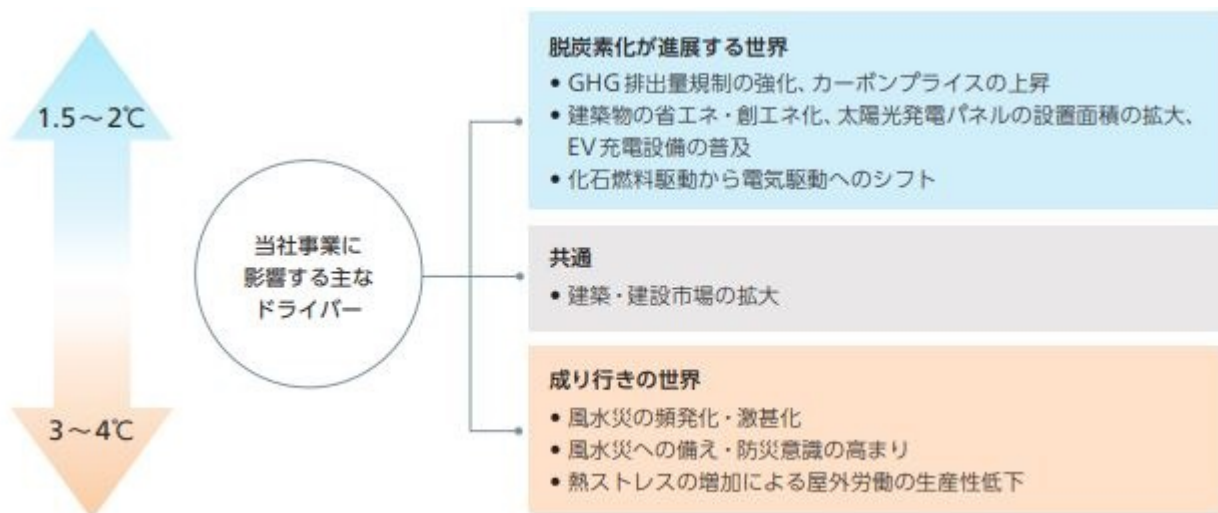 1.5～2℃
3～4℃
当社事業に
影響する主な
ドライバー
脱炭素化が進展する世界
• GHG排出量規制の強化、カーボンプライスの上昇
• 建築物の省エネ・創エネ化、太陽光発電パネルの設置面積の拡大、
EV充電設備の普及
• 化石燃料駆動から電気駆動へのシフト
共通
• 建築・建設市場の拡大
成り行きの世界
• 風水災の頻発化・激甚化
• 風水災への備え・防災意識の高まり
• 熱ストレスの増加による屋外労働の生産性低下